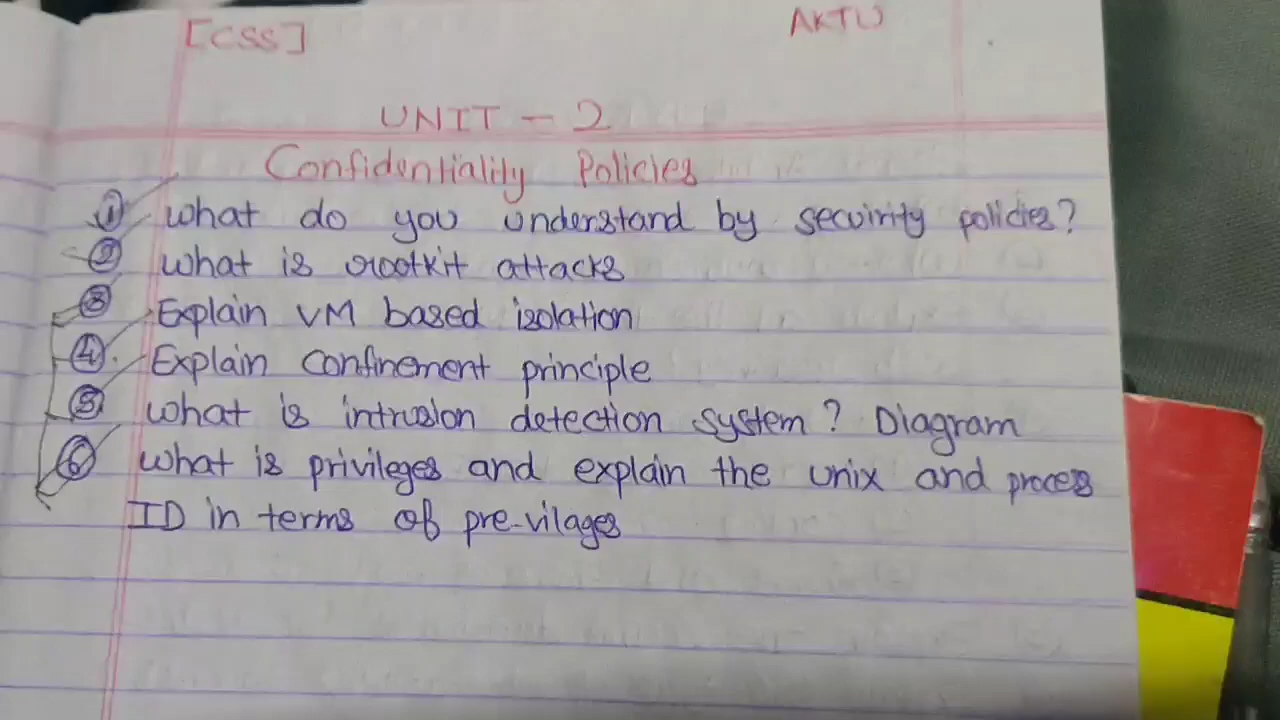 [CSS] AKTU
UNIT - 2
Confidentiality Policies
① What do you understand by secuirity policies?
② What is rootkit attacks
③ Explain VM based isolation
④. Explain confinement principle
⑤ What is intrusion detection system? Diagram
⑥ What is privileges and explain the unix and process
ID in terms of pre-vilages